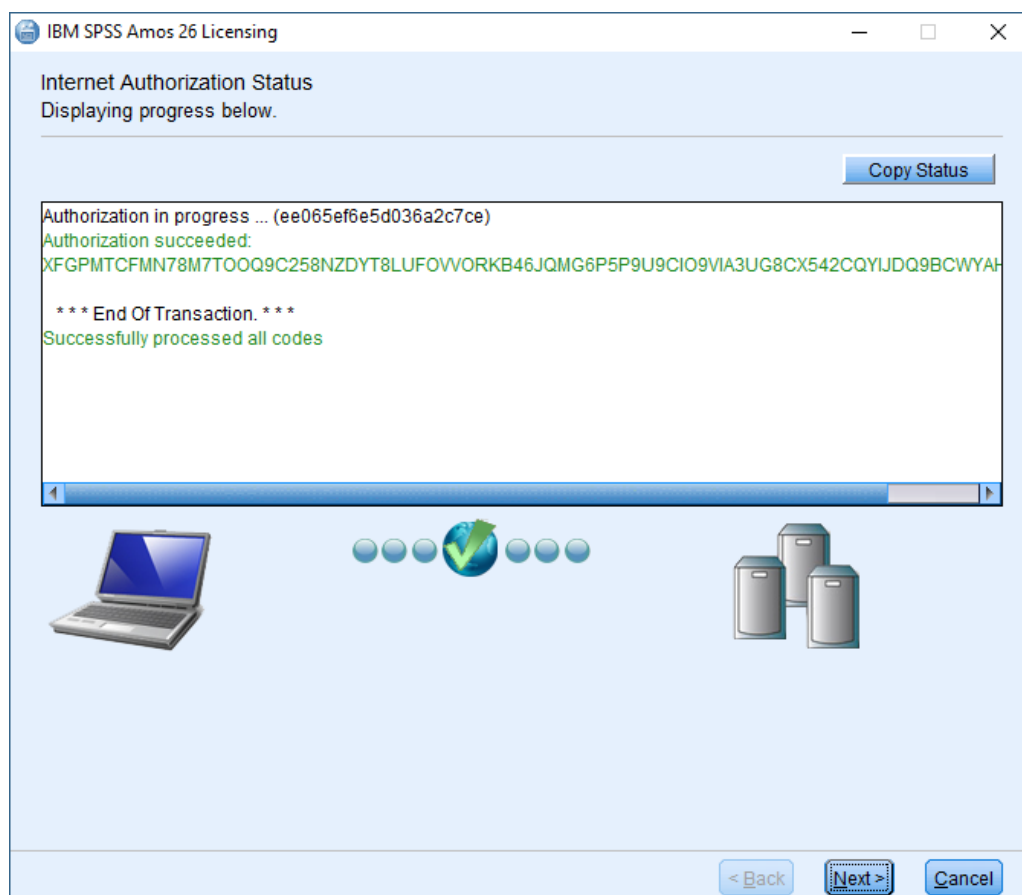 IBM SPSS Amos 26 Licensing
Internet Authorization Status
Displaying progress below.
Copy Status
Authorization in progress ... (ee065ef6e5d036a2c7ce)
Authorization succeeded:
XFGPMTCFMN78M7TOOQ9C258NZDYT8LUFOVVORKB46JQMG6P5P9U9CIO9VIA3UG8CX542CQYIJDQ9BCWYAH
* * * End Of Transaction. * * *
Successfully processed all codes
< Back
Next >
Cancel